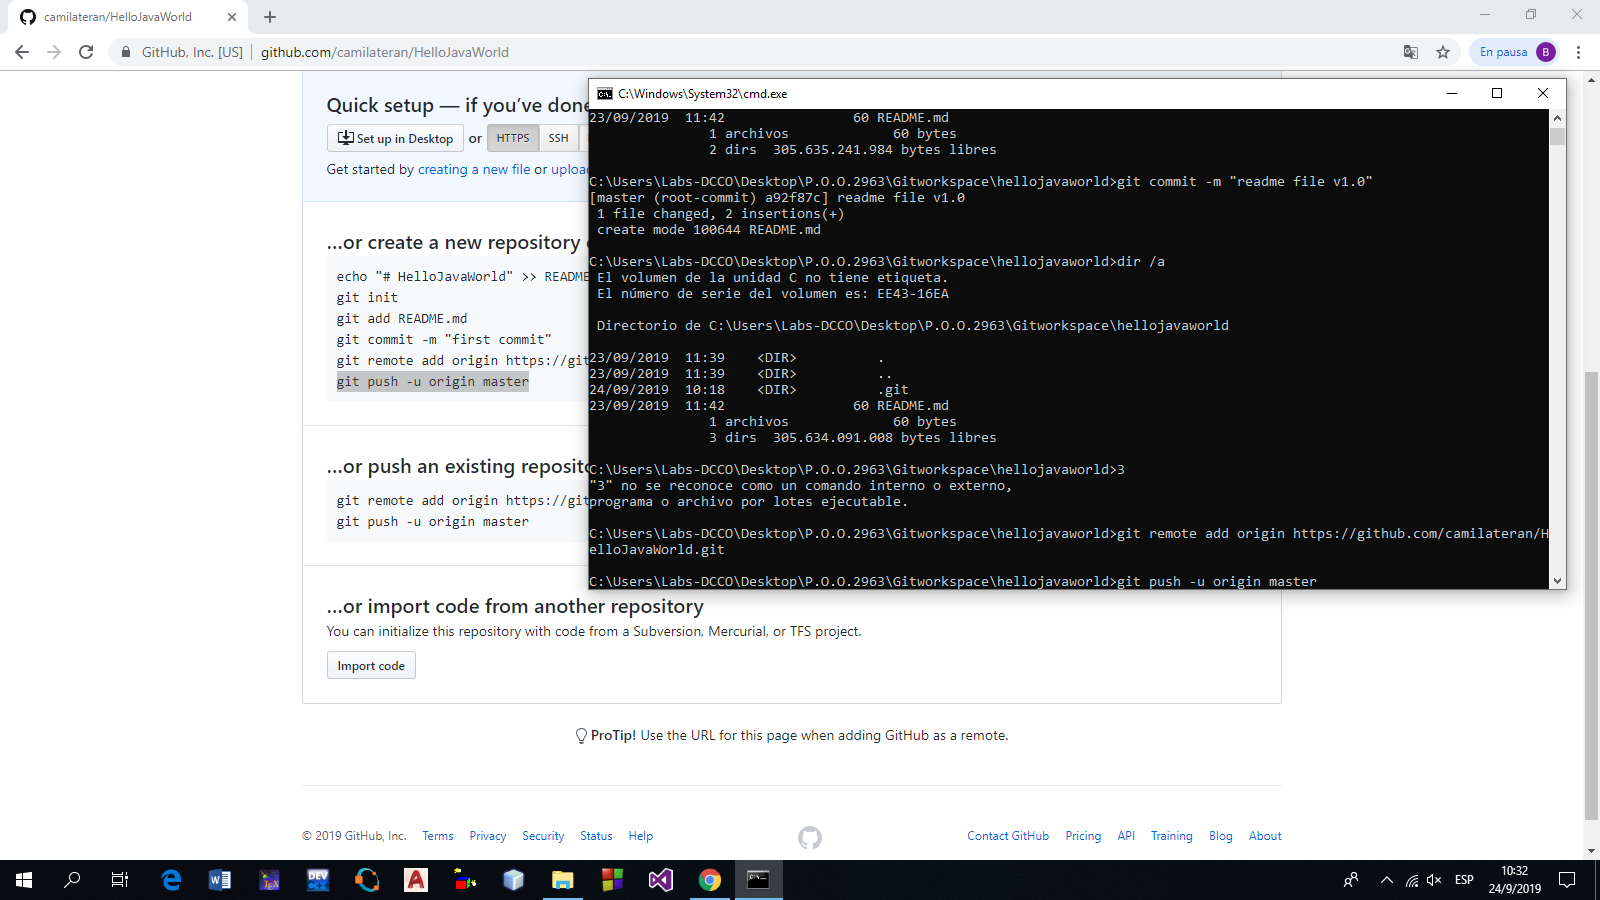 camilateran/HelloJavaWorld
GitHub, Inc. [US]
github.com/camilateran/HelloJavaWorld
En pausa
B
Quick setup — if you've done
Set up in Desktop
or
HTTPS
SSH
Get started by creating a new file or
...or create a new repository
echo "# HelloJavaWorld" >> README
git init
git add README.md
git commit -m "first commit"
git remote add origin https://git
git push -u origin master
...or push an existing
git remote add origin https://git
git push -u origin master
...or import code from another repository
You can initialize this repository with code from a Subversion, Mercurial, or TFS project.
Import code
ProTip! Use the URL for this page when adding GitHub as a remote.
© 2019 GitHub, Inc.
Terms
Privacy
Security
Status
Help
Contact GitHub
Pricing
API
Training
Blog
About
C:\Windows\System32\cmd.exe
23/09/2019  11:42                60 README.md
1 archivos             60 bytes
2 dirs  305.635.241.984 bytes libres
C:\Users\Labs-DCCO\Desktop\P.O.O.2963\Gitworkspace\hellojavaworld>git commit -m "readme file v1.0"
[master (root-commit) a92f87c] readme file v1.0
1 file changed, 2 insertions(+)
create mode 100644 README.md
C:\Users\Labs-DCCO\Desktop\P.O.O.2963\Gitworkspace\hellojavaworld>dir /a
El volumen de la unidad C no tiene etiqueta.
El número de serie del volumen es: EE43-16EA
Directorio de C:\Users\Labs-DCCO\Desktop\P.O.O.2963\Gitworkspace\hellojavaworld
23/09/2019  11:39    <DIR>          .
23/09/2019  11:39    <DIR>          ..
24/09/2019  10:18    <DIR>          .git
23/09/2019  11:42                60 README.md
1 archivos             60 bytes
3 dirs  305.634.091.008 bytes libres
C:\Users\Labs-DCCO\Desktop\P.O.O.2963\Gitworkspace\hellojavaworld>3
"3" no se reconoce como un comando interno o externo,
programa o archivo por lotes ejecutable.
C:\Users\Labs-DCCO\Desktop\P.O.O.2963\Gitworkspace\hellojavaworld>git remote add origin https://github.com/camilateran/H
elloJavaWorld.git
C:\Users\Labs-DCCO\Desktop\P.O.O.2963\Gitworkspace\hellojavaworld>git push -u origin master
DEV
ESP
10:32
24/9/2019